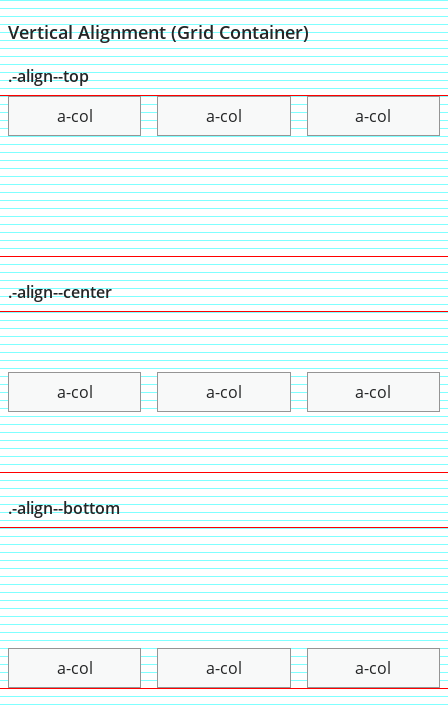 Vertical Alignment (Grid Container)
.-align--top
a-col a-col a-col
.-align--center
a-col a-col a-col
.-align--bottom
a-col a-col a-col